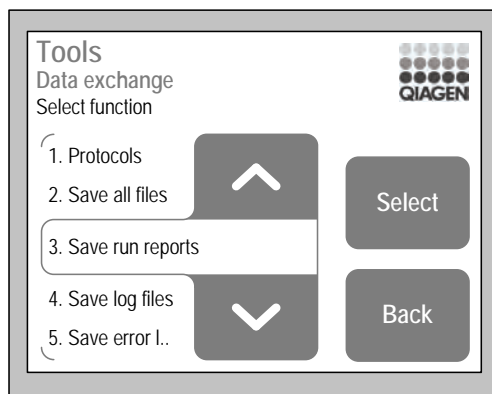 Tools
Data exchange
Select function
QIAGEN
1. Protocols
2. Save all files
3. Save run reports
4. Save log files
5. Save error l..
Select
Back